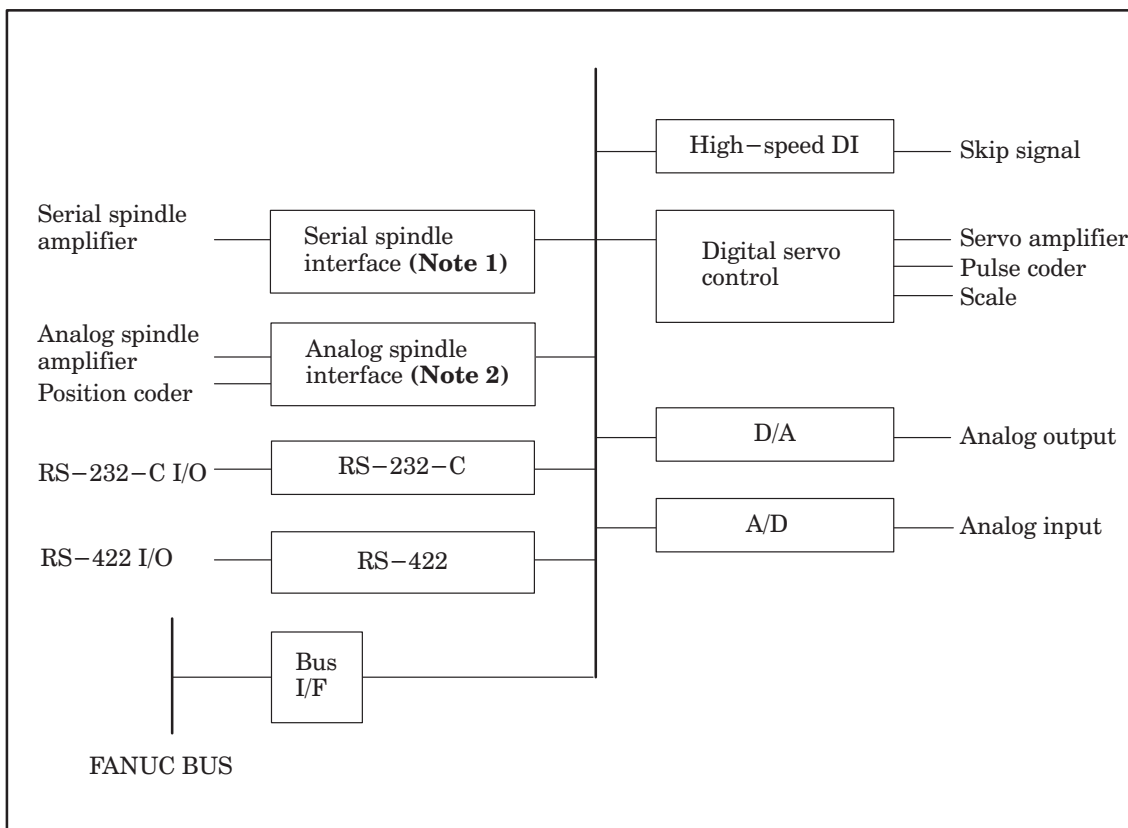 High−speed DI
Skip signal
Serial spindle
amplifier
Serial spindle
interface (Note 1)
Digital servo
control
Servo amplifier
Pulse coder
Scale
Analog spindle
amplifier
Position coder
Analog spindle
interface (Note 2)
D/A
Analog output
RS−232−C I/O
RS−232−C
A/D
Analog input
RS−422 I/O
RS−422
Bus
I/F
FANUC BUS